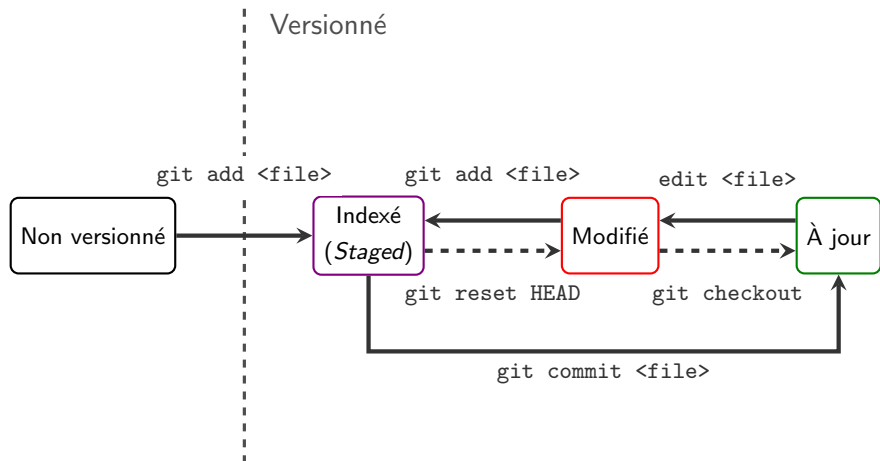 Versionné
git add <file>
git add <file>
edit <file>
Non versionné
Indexé
(Staged)
Modifié
À jour
git reset HEAD
git checkout
git commit <file>